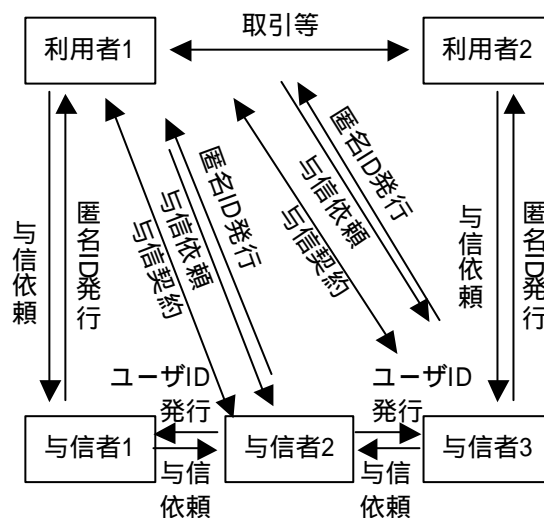 取引等
利用者1
利用者2
与信依頼
匿名ID発行
与信契約
与信依頼
匿名ID発行
与信契約
与信依頼
匿名ID発行
与信依頼
匿名ID発行
ユーザID
発行
ユーザID
発行
与信者1
与信者2
与信者3
与信
依頼
与信
依頼